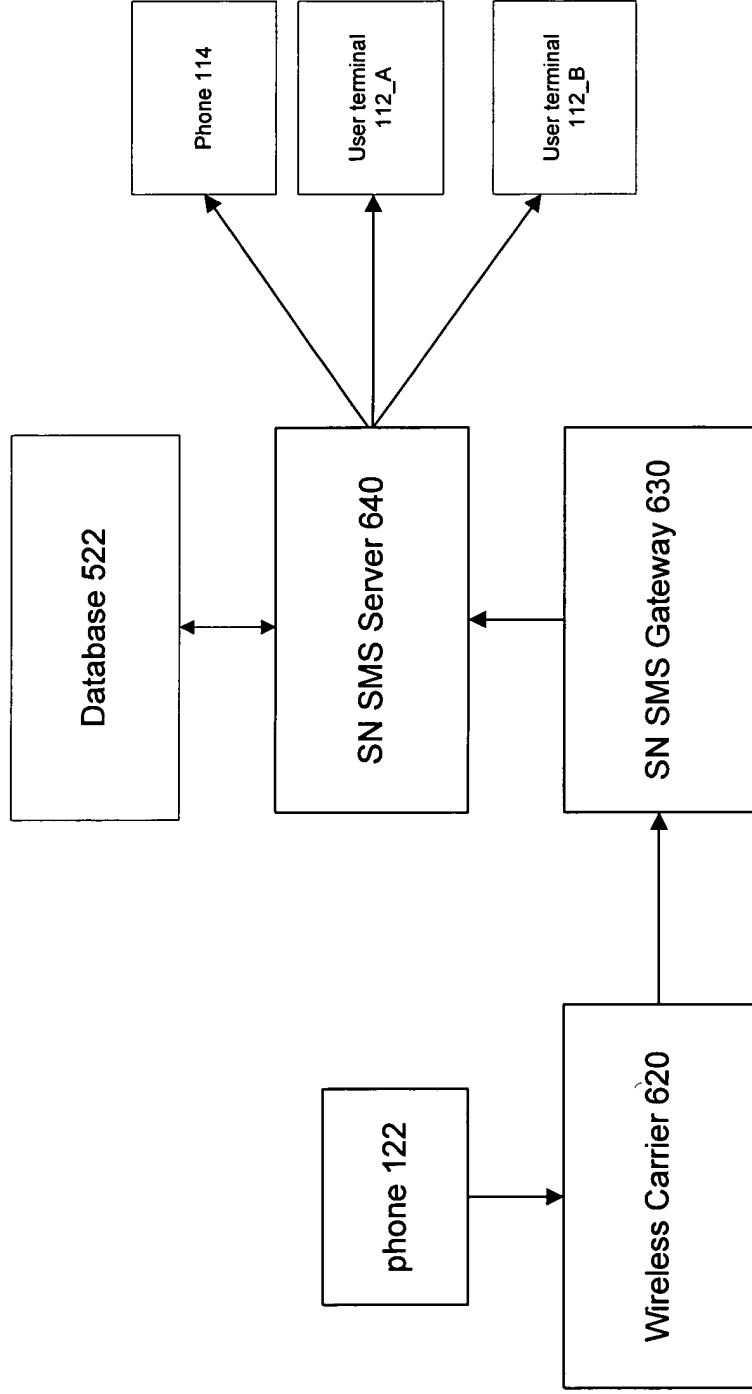 phone 122
Wireless Carrier 620
Database 522
SN SMS Server 640
SN SMS Gateway 630
Phone 114
User terminal
112_A
User terminal
112_B